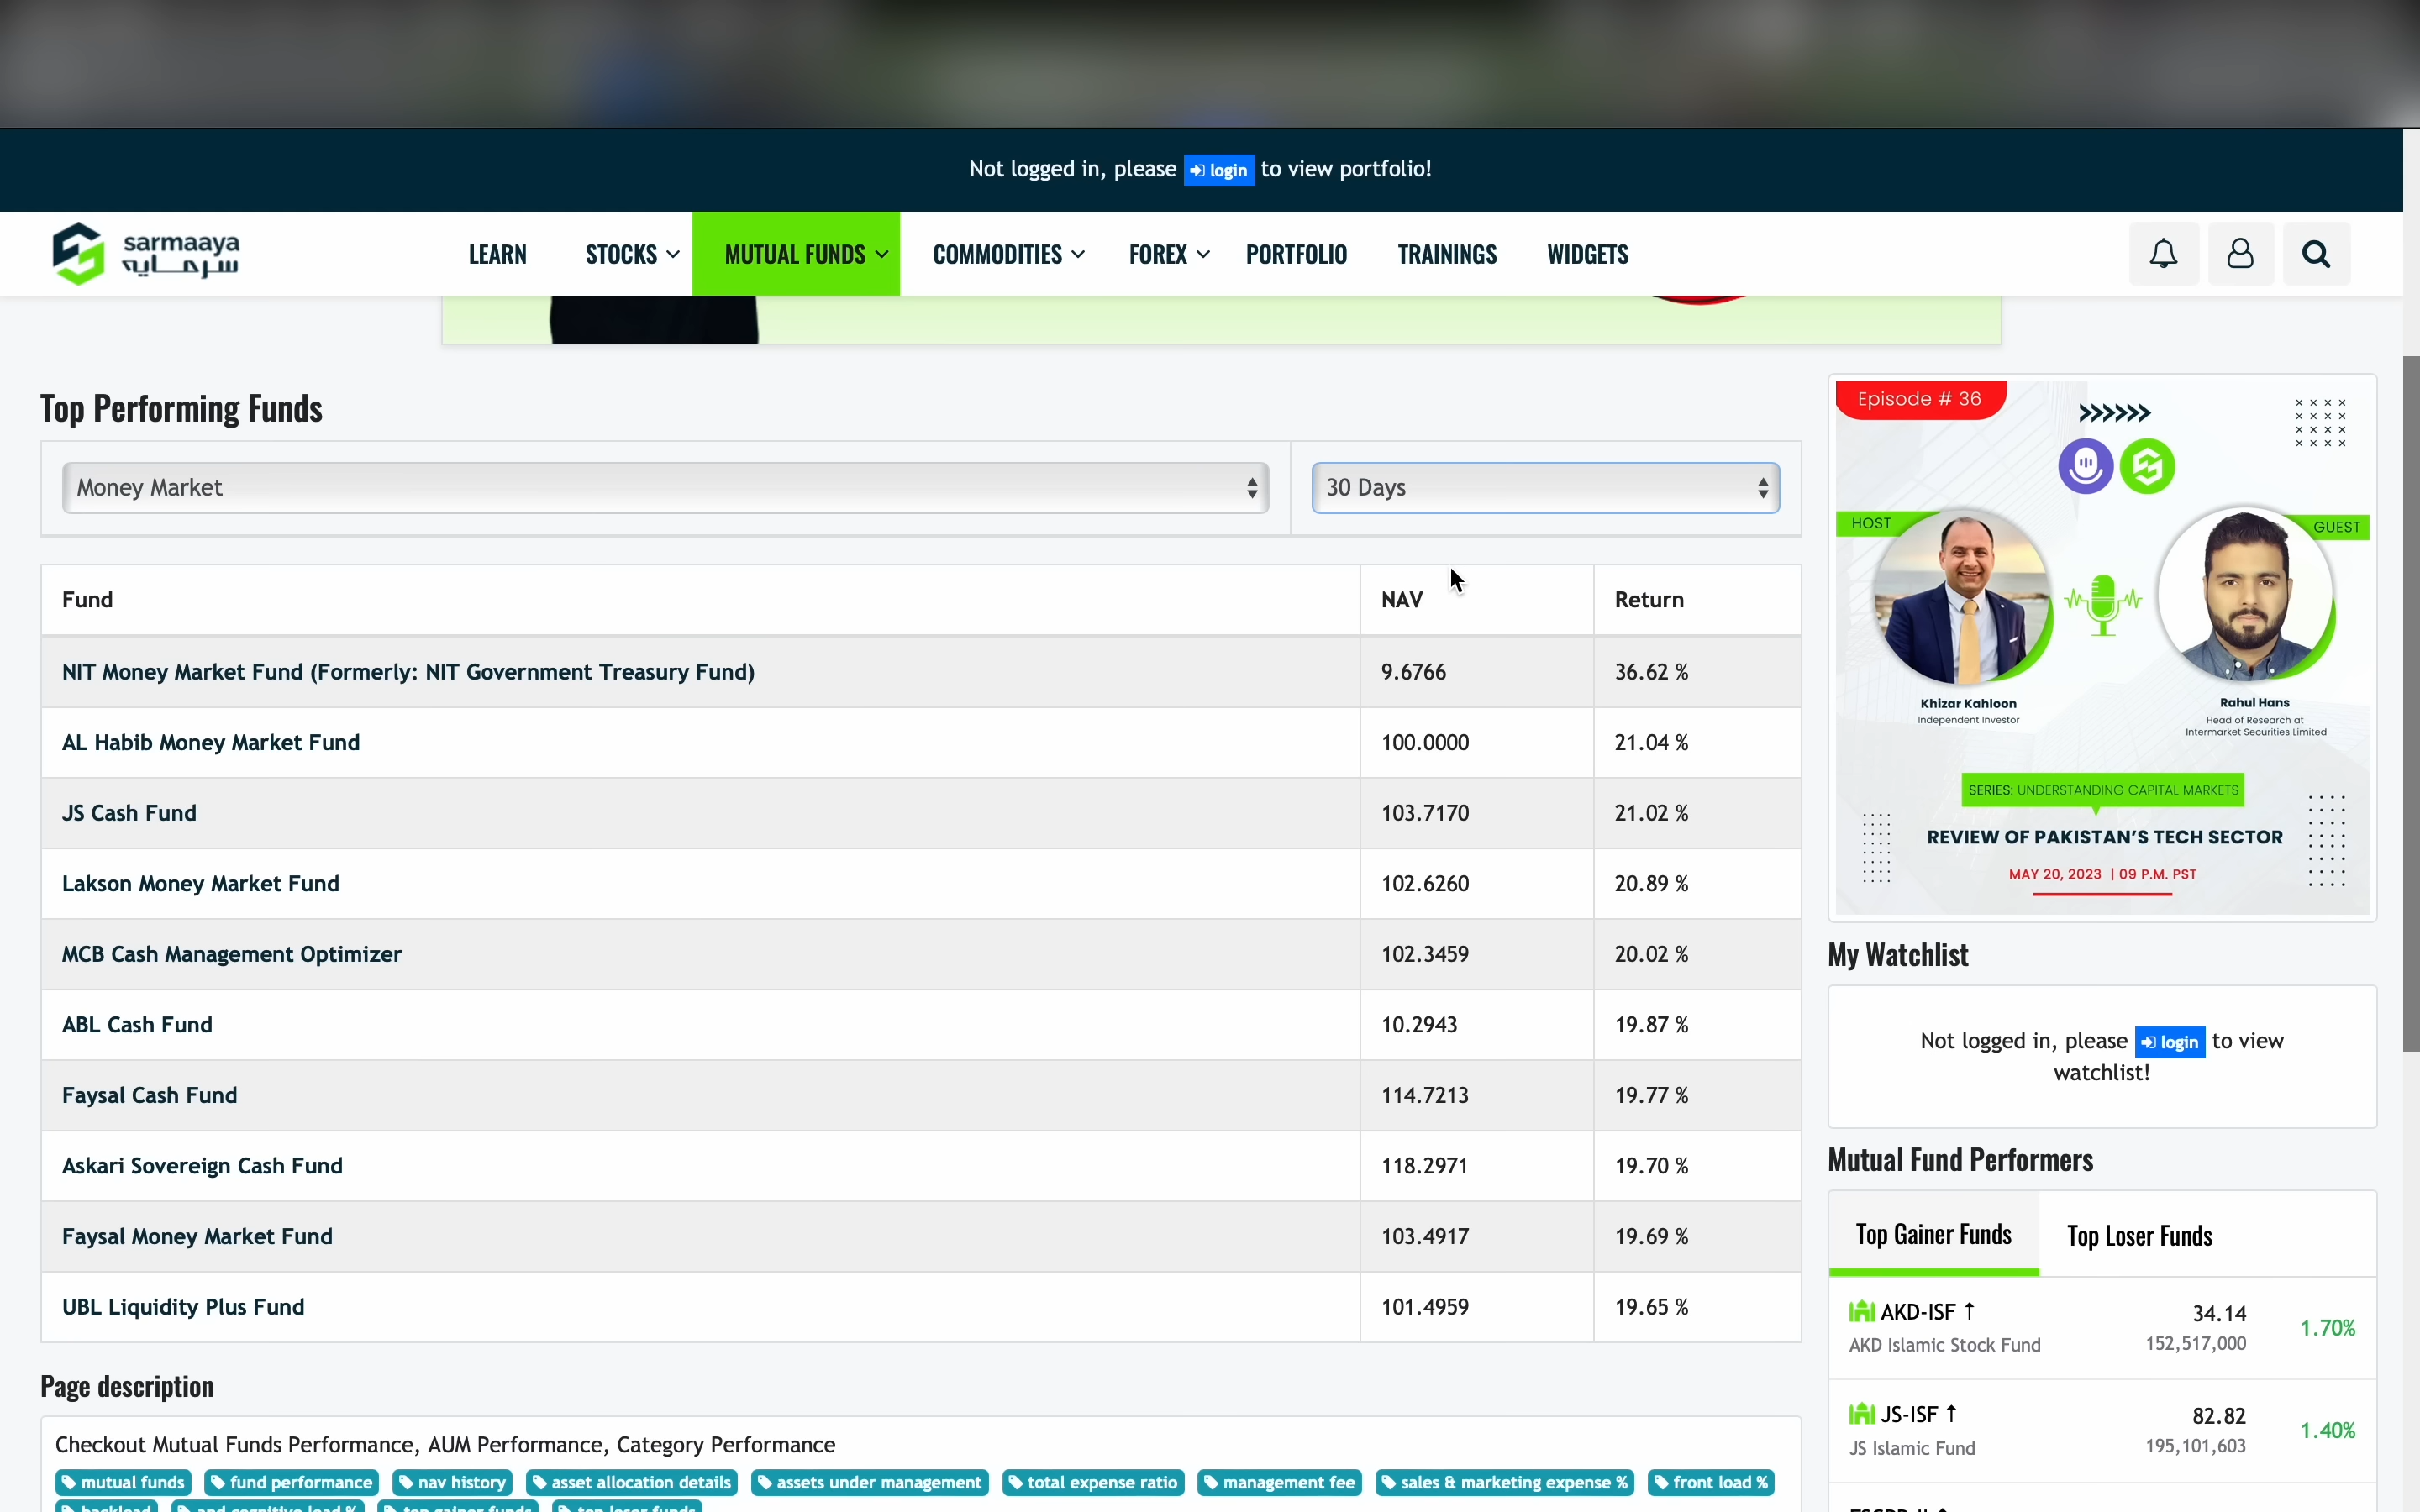 Not logged in, please login to view portfolio!
sarmaaya
سرمایه
LEARN STOCKS MUTUAL FUNDS COMMODITIES FOREX PORTFOLIO TRAININGS WIDGETS
Top Performing Funds
Money Market 30 Days
Fund NAV Return
NIT Money Market Fund (Formerly: NIT Government Treasury Fund) 9.6766 36.62 %
AL Habib Money Market Fund 100.0000 21.04 %
JS Cash Fund 103.7170 21.02 %
Lakson Money Market Fund 102.6260 20.89 %
MCB Cash Management Optimizer 102.3459 20.02 %
ABL Cash Fund 10.2943 19.87 %
Faysal Cash Fund 114.7213 19.77 %
Askari Sovereign Cash Fund 118.2971 19.70 %
Faysal Money Market Fund 103.4917 19.69 %
UBL Liquidity Plus Fund 101.4959 19.65 %
Page description
Checkout Mutual Funds Performance, AUM Performance, Category Performance
mutual funds fund performance nav history asset allocation details assets under management total expense ratio management fee sales & marketing expense % front load %
backload and cognitive load % top gainer funds top loser funds
Episode # 36
HOST GUEST
Khizar Kahloon
Independent Investor
Rahul Hans
Head of Research at
Intermarket Securities Limited
SERIES: UNDERSTANDING CAPITAL MARKETS
REVIEW OF PAKISTAN'S TECH SECTOR
MAY 20, 2023 | 09 P.M. PST
My Watchlist
Not logged in, please login to view
watchlist!
Mutual Fund Performers
Top Gainer Funds Top Loser Funds
AKD-ISF ↑ 34.14 1.70%
AKD Islamic Stock Fund 152,517,000
JS-ISF ↑ 82.82 1.40%
JS Islamic Fund 195,101,603